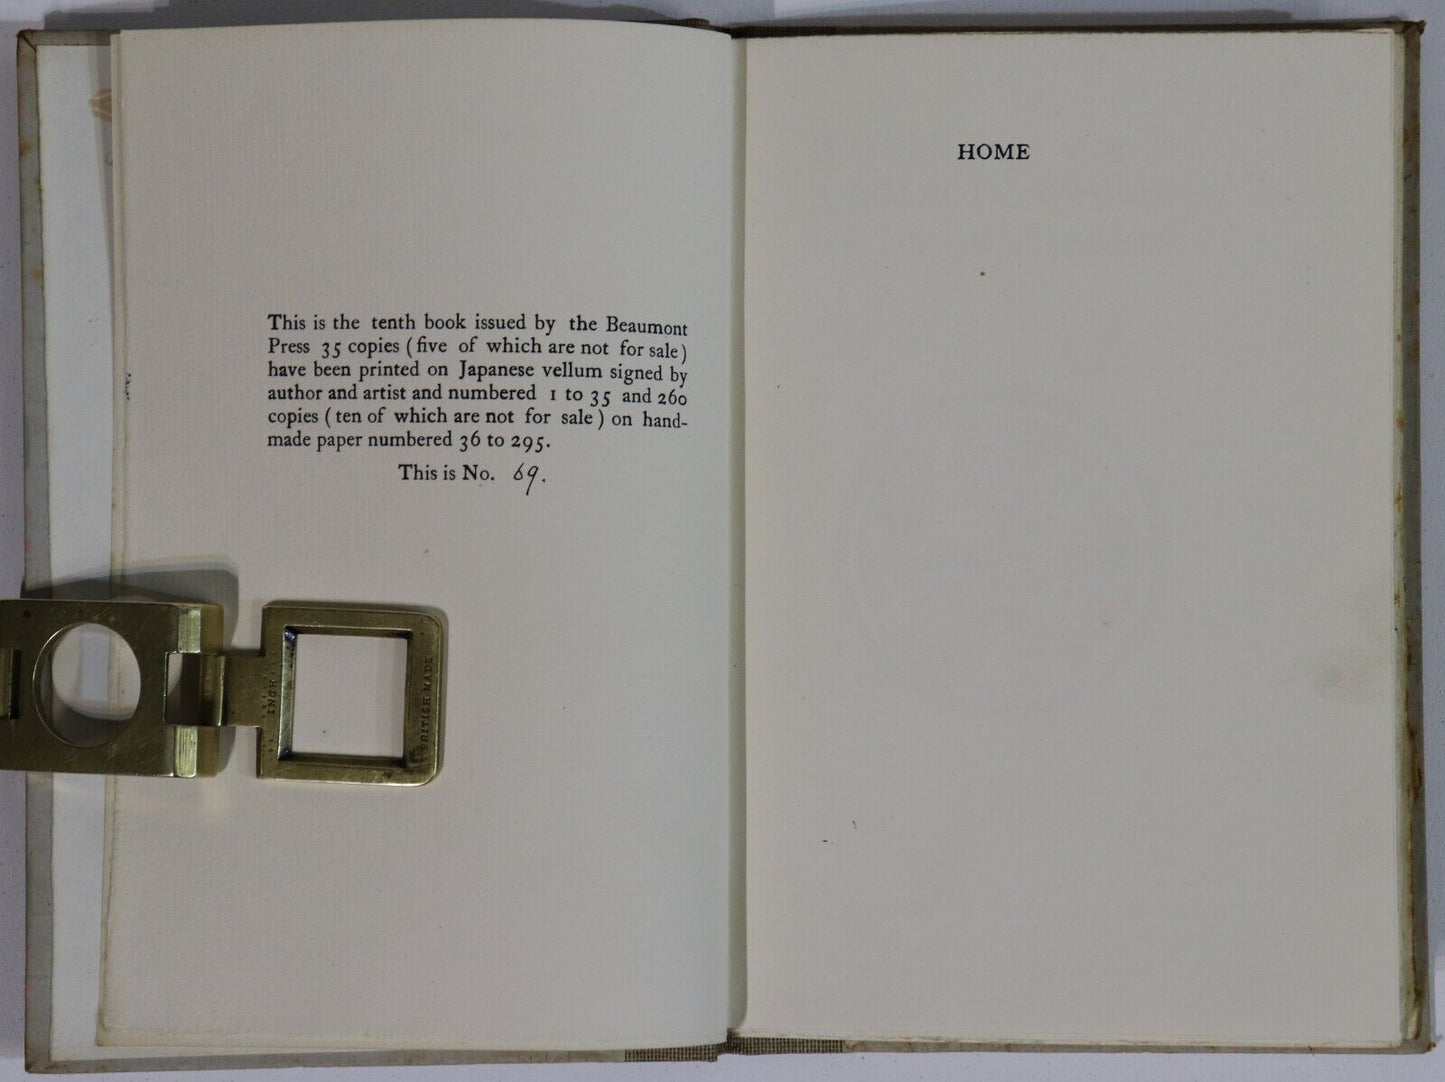 This is the tenth book issued by the Beaumont
Press 35 copies (five of which are not for sale)
have been printed on Japanese vellum signed by
author and artist and numbered 1 to 35 and 260
copies (ten of which are not for sale) on hand-
made paper numbered 36 to 295.
This is No. 69.
INCH
BRITISH MADE
HOME